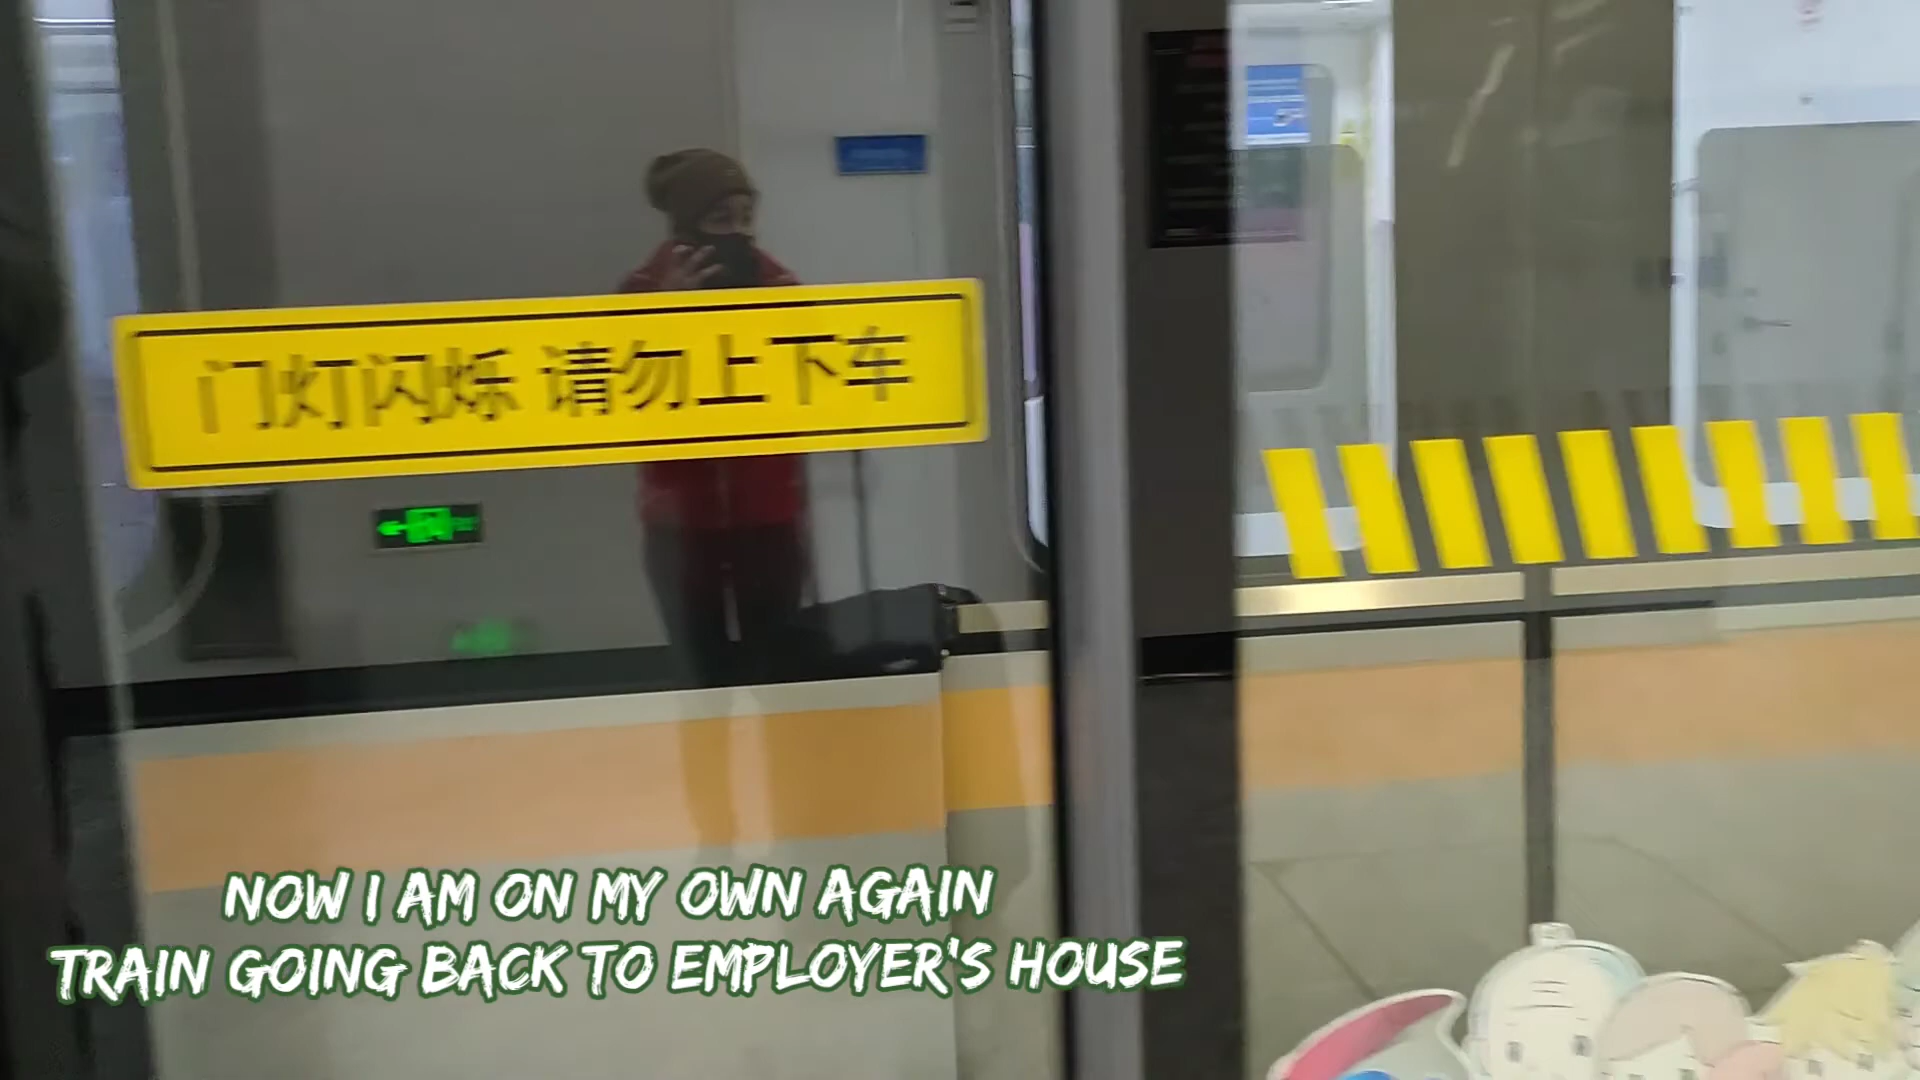 门灯闪烁 请勿上下车
NOW I AM ON MY OWN AGAIN
TRAIN GOING BACK TO EMPLOYER'S HOUSE